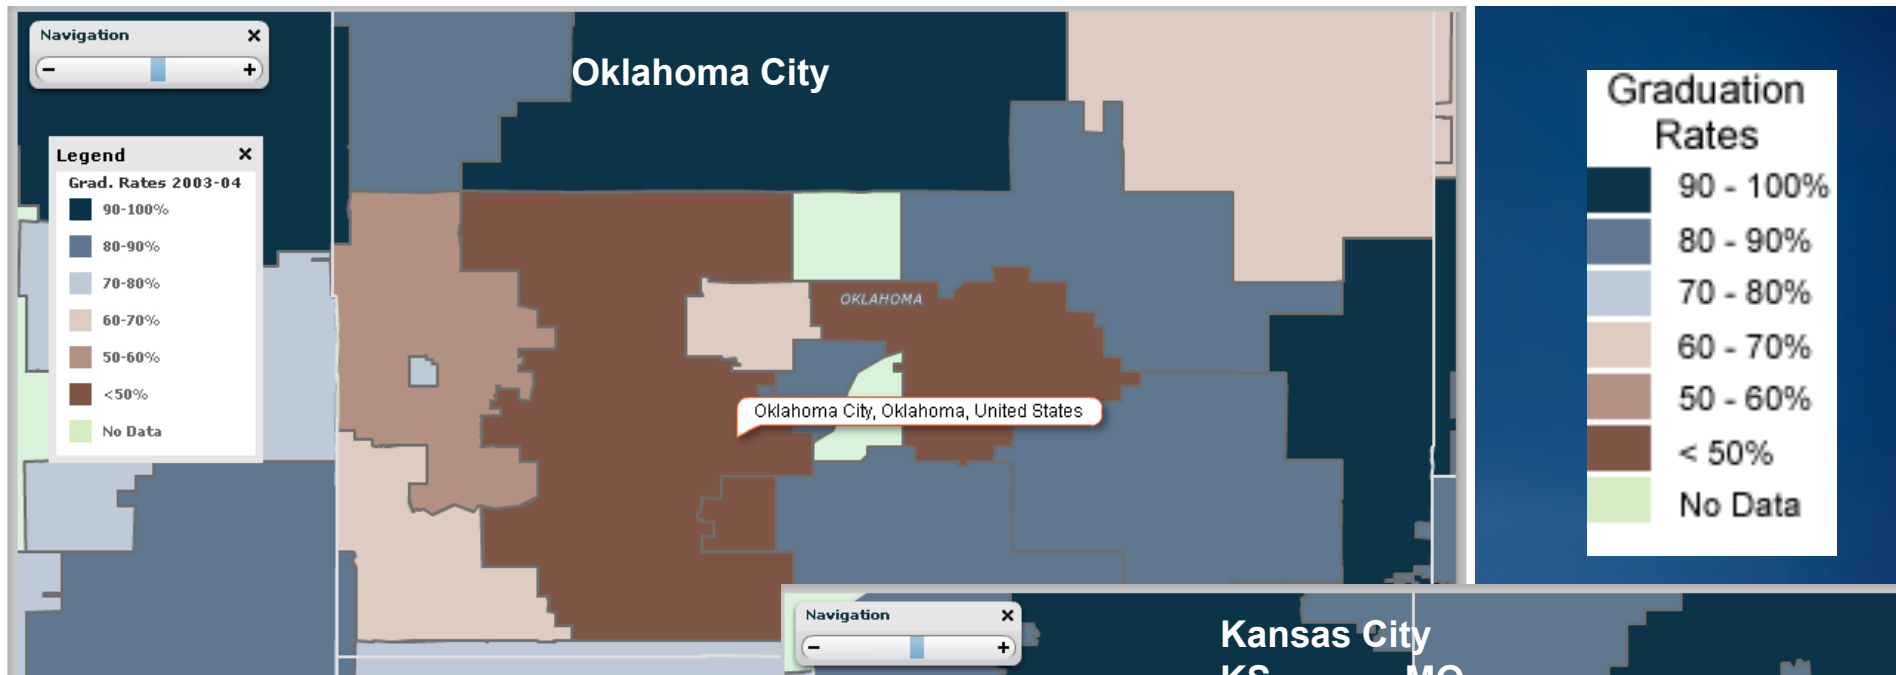 Navigation
Oklahoma City
Legend
Grad. Rates 2003-04
90-100%
80-90%
70-80%
60-70%
50-60%
<50%
No Data
OKLAHOMA
Oklahoma City, Oklahoma, United States
Graduation
Rates
90 - 100%
80 - 90%
70 - 80%
60 - 70%
50 - 60%
< 50%
No Data
Navigation
Kansas City
KS MO